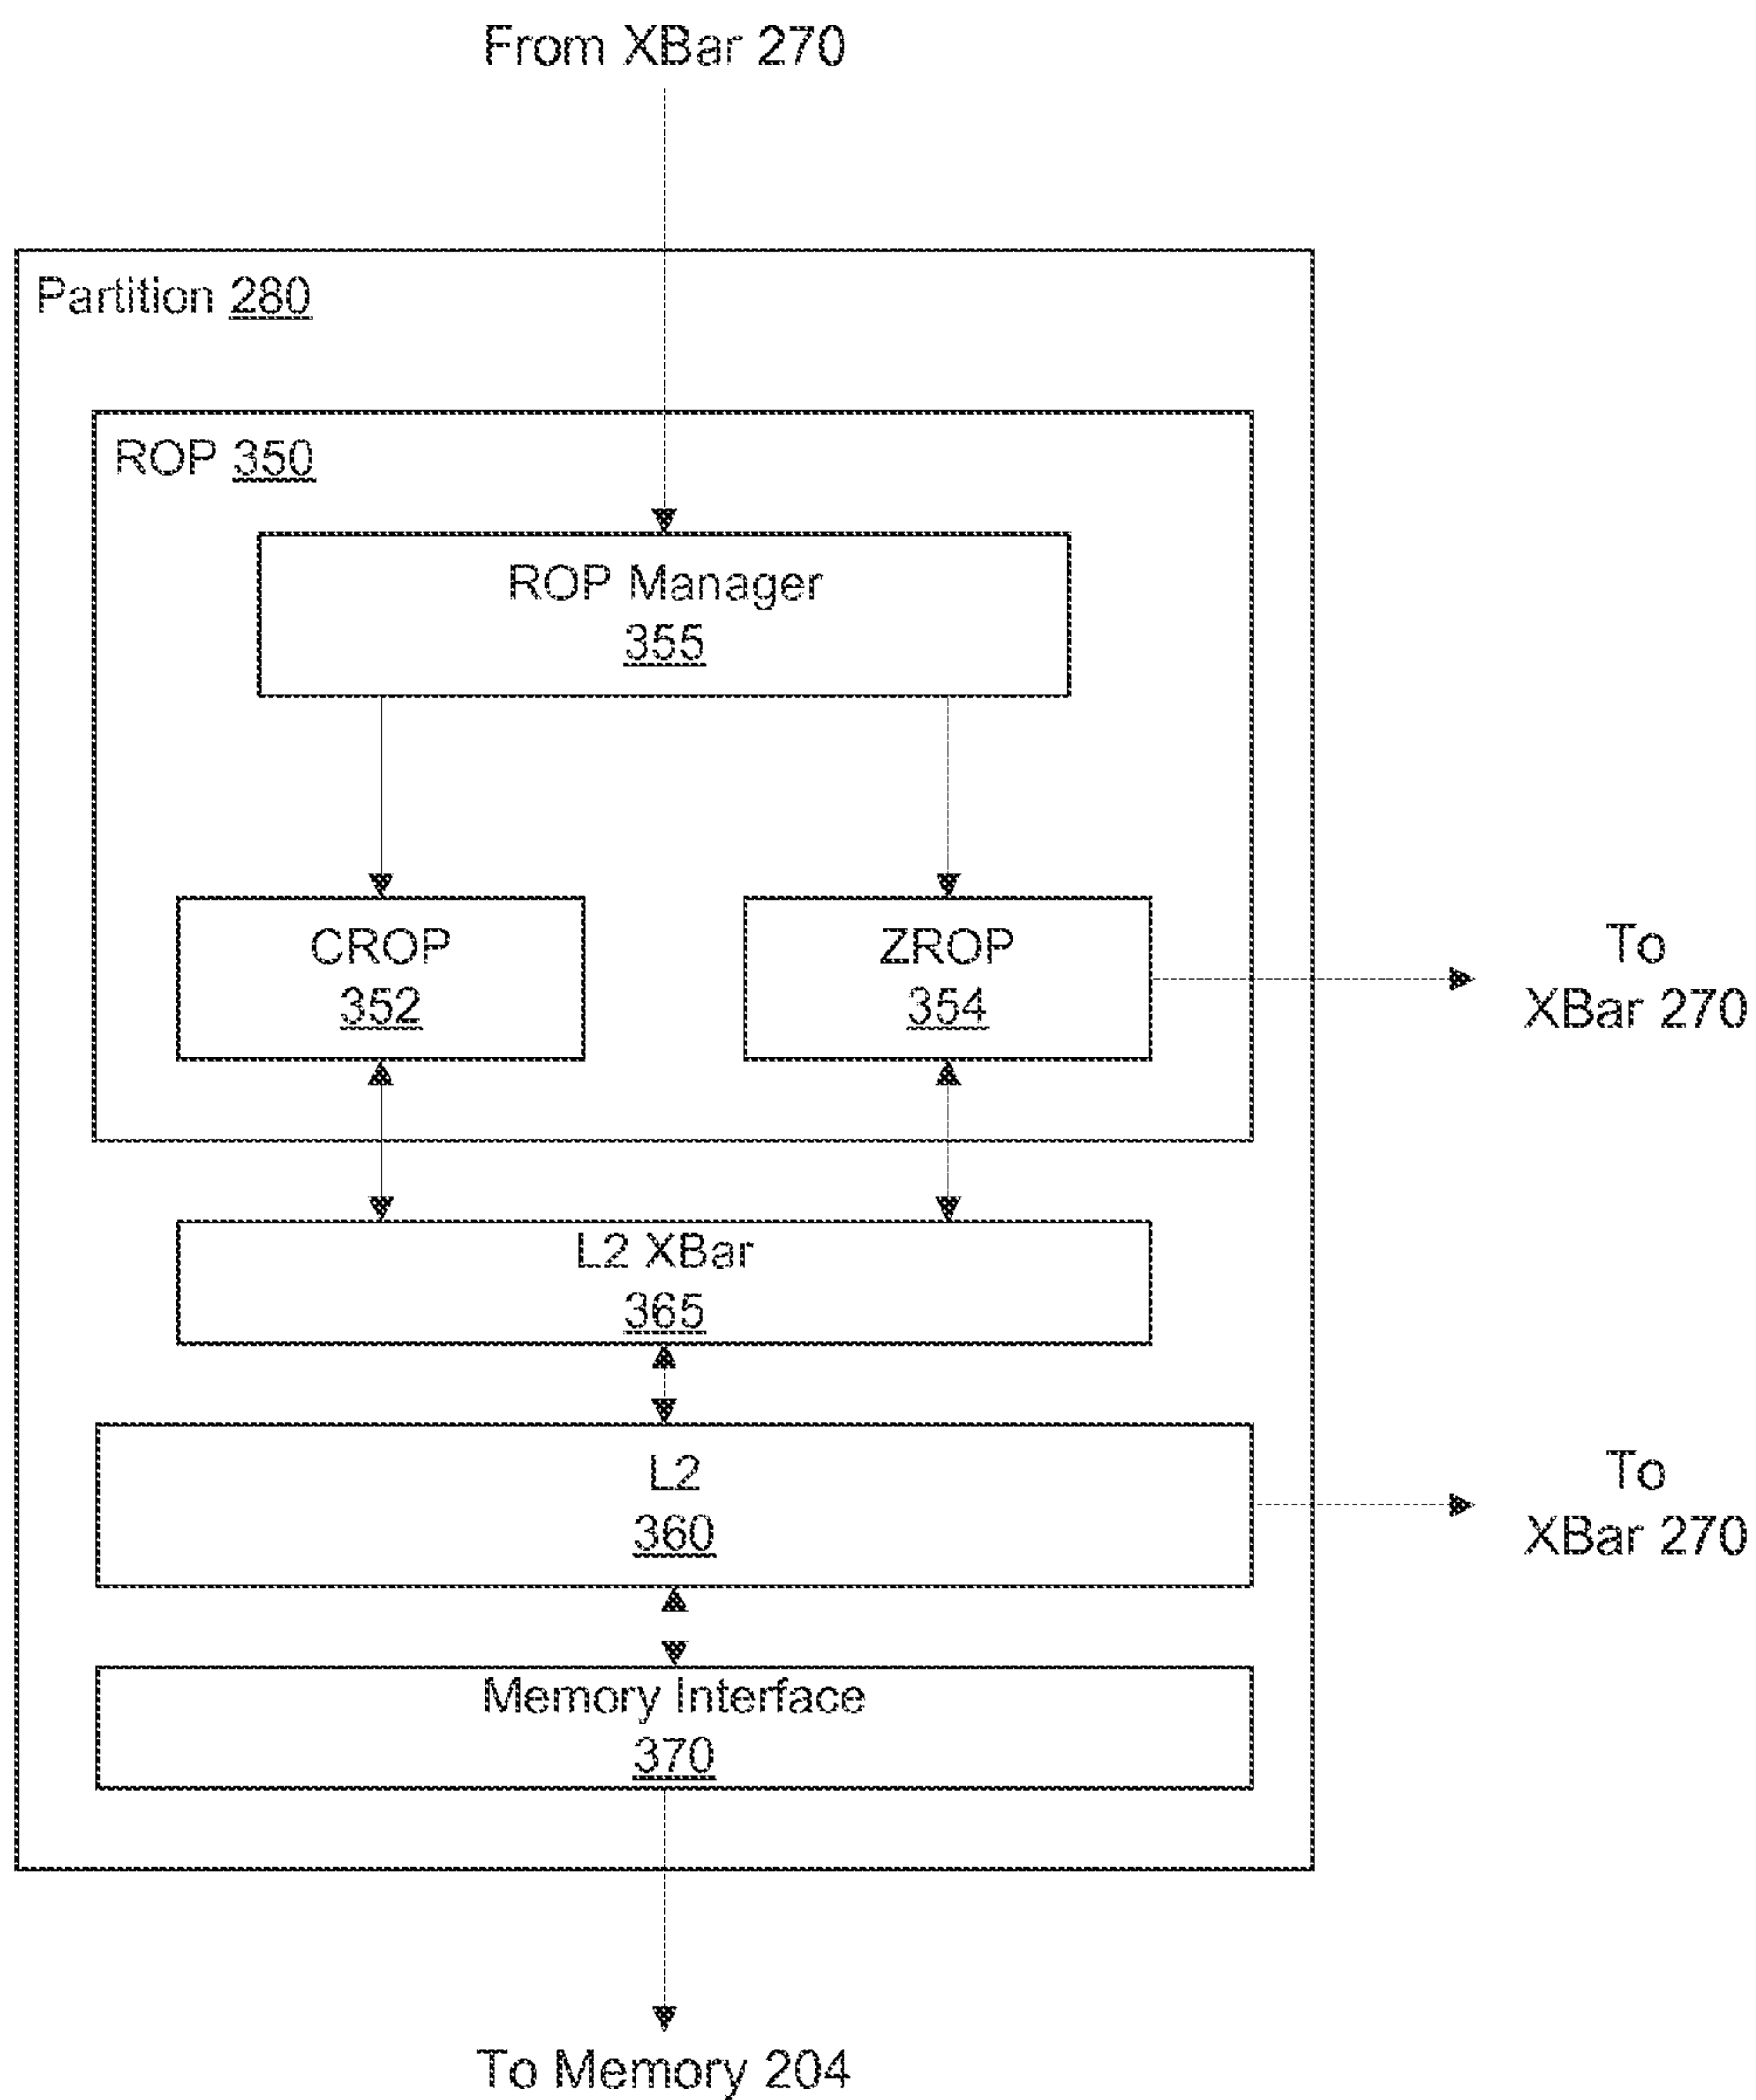 From XBar 270
Partition 280
ROP 350
ROP Manager
355
CROP
352
ZROP
354
To
XBar 270
L2 XBar
365
L2
360
To
XBar 270
Memory Interface
370
To Memory 204